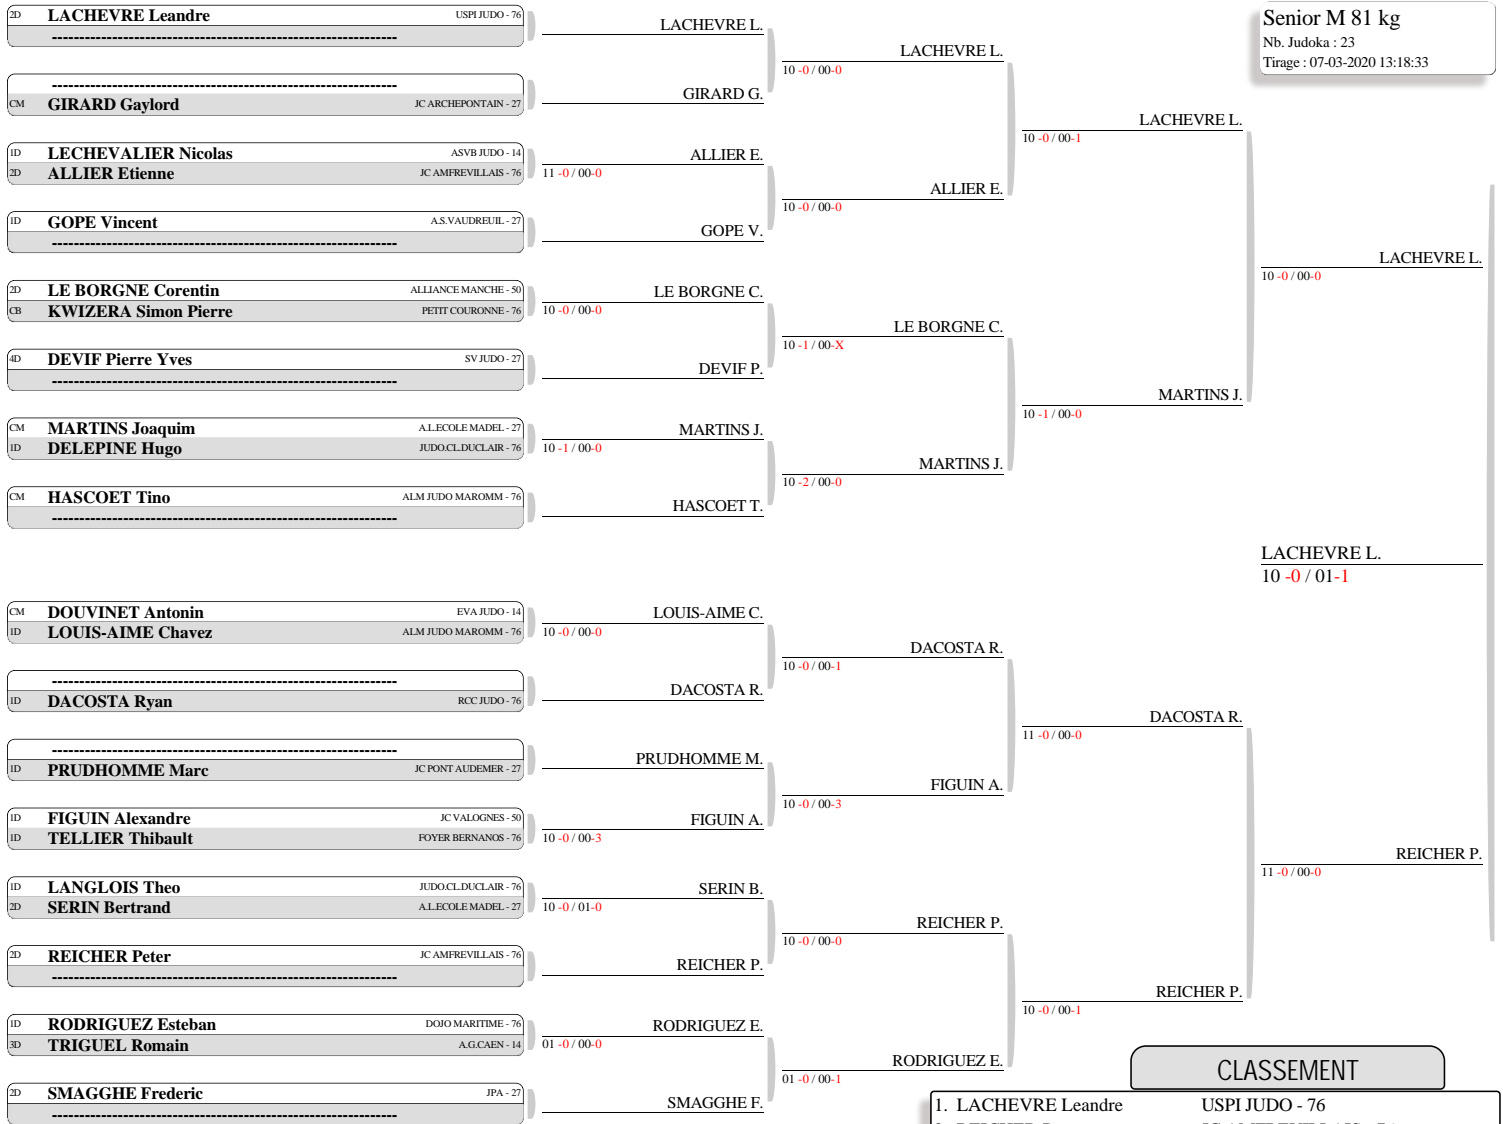 Senior M 81 kg
Nb. Judoka : 23
Tirage : 07-03-2020 13:18:33
2D LACHEVRE Leandre USPI JUDO - 76
----------------------------------------------------------------
----------------------------------------------------------------
CM GIRARD Gaylord JC ARCHEPONTAIN - 27
1D LECHEVALIER Nicolas ASVB JUDO - 14
2D ALLIER Etienne JC AMFREVILLAIS - 76
1D GOPE Vincent A.S.VAUDREUIL - 27
----------------------------------------------------------------
2D LE BORGNE Corentin ALLIANCE MANCHE - 50
CB KWIZERA Simon Pierre PETIT COURONNE - 76
4D DEVIF Pierre Yves SV JUDO - 27
----------------------------------------------------------------
CM MARTINS Joaquim A.L.ECOLE MADEL - 27
1D DELEPINE Hugo JUDO.CL.DUCLAIR - 76
CM HASCOET Tino ALM JUDO MAROMM - 76
----------------------------------------------------------------
CM DOUVINET Antonin EVA JUDO - 14
1D LOUIS-AIME Chavez ALM JUDO MAROMM - 76
----------------------------------------------------------------
1D DACOSTA Ryan RCC JUDO - 76
----------------------------------------------------------------
1D PRUDHOMME Marc JC PONT AUDEMER - 27
1D FIGUIN Alexandre JC VALOGNES - 50
1D TELLIER Thibault FOYER BERNANOS - 76
1D LANGLOIS Theo JUDO.CL.DUCLAIR - 76
2D SERIN Bertrand A.L.ECOLE MADEL - 27
2D REICHER Peter JC AMFREVILLAIS - 76
----------------------------------------------------------------
1D RODRIGUEZ Esteban DOJO MARITIME - 76
3D TRIGUEL Romain A.G.CAEN - 14
2D SMAGGHE Frederic JPA - 27
----------------------------------------------------------------
LACHEVRE L.
GIRARD G.
ALLIER E.
11 -0 / 00-0
GOPE V.
LE BORGNE C.
10 -0 / 00-0
DEVIF P.
MARTINS J.
10 -1 / 00-0
HASCOET T.
LOUIS-AIME C.
10 -0 / 00-0
DACOSTA R.
PRUDHOMME M.
FIGUIN A.
10 -0 / 00-3
SERIN B.
10 -0 / 01-0
REICHER P.
RODRIGUEZ E.
01 -0 / 00-0
SMAGGHE F.
LACHEVRE L.
10 -0 / 00-0
ALLIER E.
10 -0 / 00-0
LE BORGNE C.
10 -1 / 00-X
MARTINS J.
10 -2 / 00-0
DACOSTA R.
10 -0 / 00-1
FIGUIN A.
10 -0 / 00-3
REICHER P.
10 -0 / 00-0
RODRIGUEZ E.
01 -0 / 00-1
LACHEVRE L.
10 -0 / 00-1
MARTINS J.
10 -1 / 00-0
DACOSTA R.
11 -0 / 00-0
REICHER P.
10 -0 / 00-1
LACHEVRE L.
10 -0 / 00-0
REICHER P.
11 -0 / 00-0
LACHEVRE L.
10 -0 / 01-1
CLASSEMENT
1. LACHEVRE Leandre USPI JUDO - 76